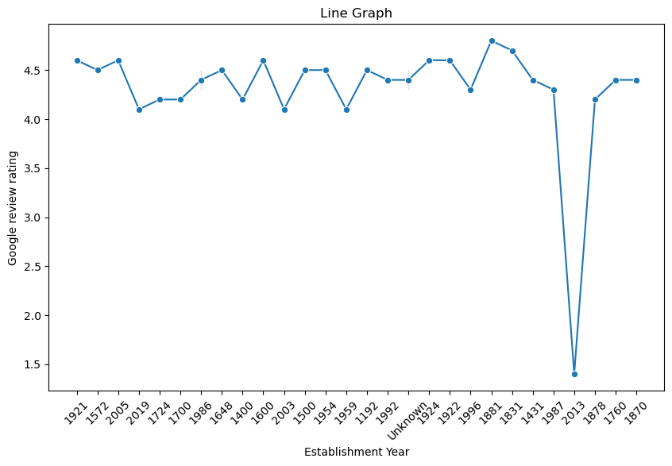 Line Graph
Google review rating
4.5
4.0
3.5
3.0
2.5
2.0
1.5
1921 1572 2005 2019 1724 1700 1986 1648 1400 1600 2003 1500 1954 1959 1192 1992 Unknown 1924 1922 1996 1881 1831 1431 1987 2013 1878 1760 1870
Establishment Year